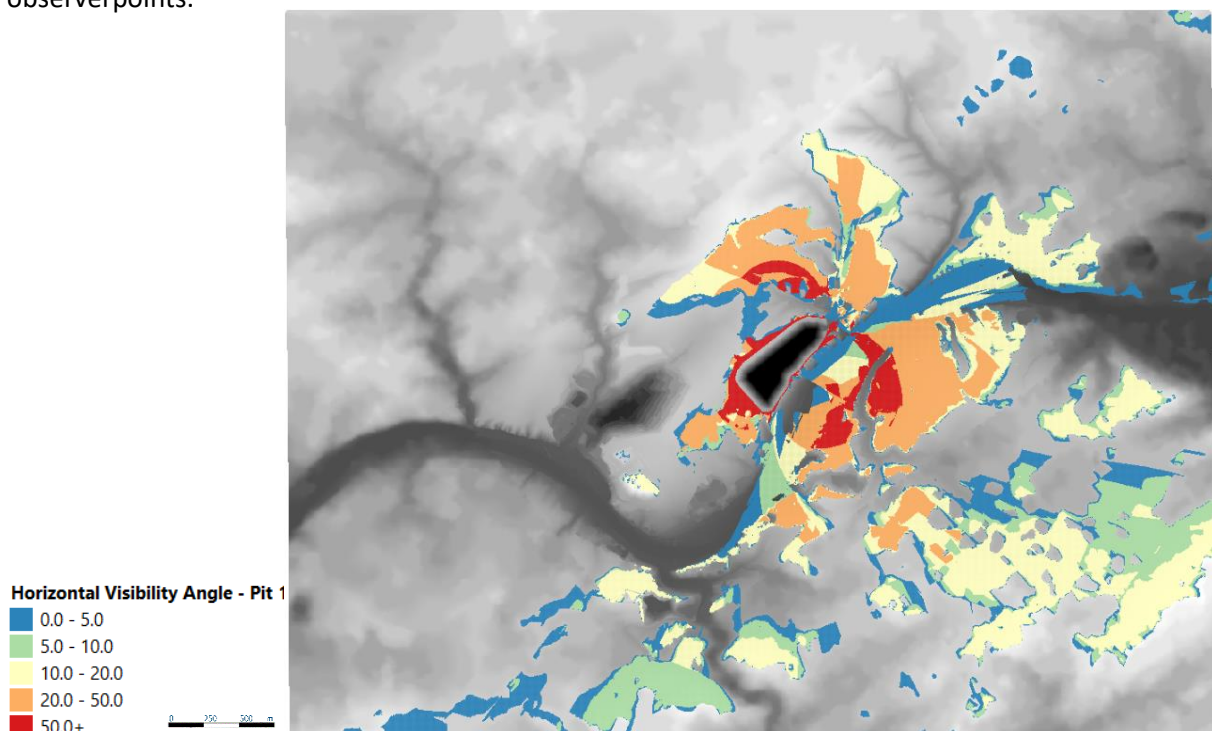 observerpoints.
Horizontal Visibility Angle - Pit 1
0.0 - 5.0
5.0 - 10.0
10.0 - 20.0
20.0 - 50.0
50.0+
0 250 500 m